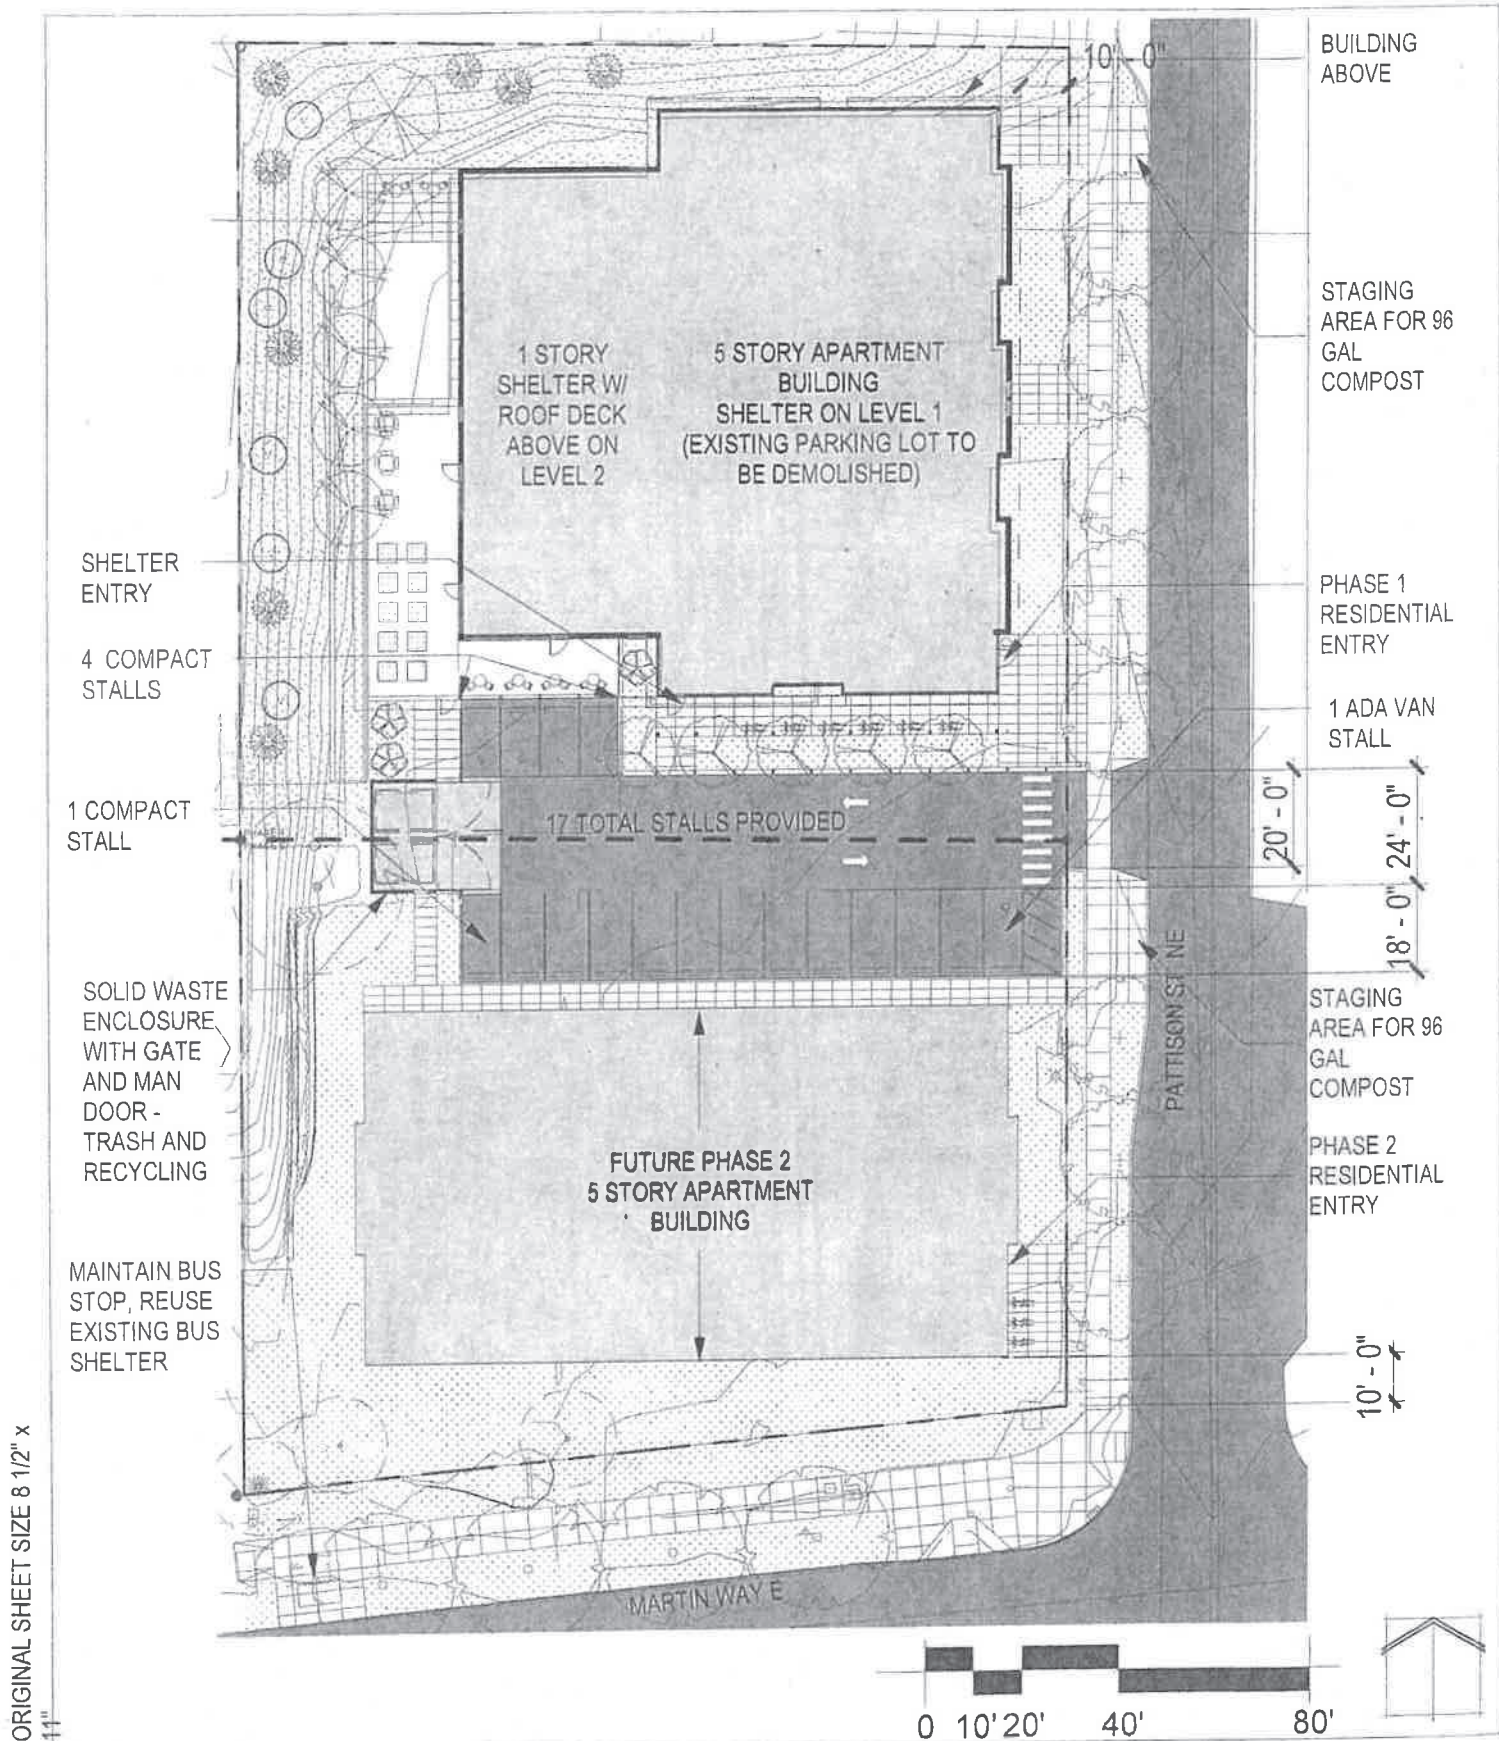 10' - 0"
BUILDING
ABOVE
STAGING
AREA FOR 96
GAL
COMPOST
1 STORY
SHELTER W/
ROOF DECK
ABOVE ON
LEVEL 2
5 STORY APARTMENT
BUILDING
SHELTER ON LEVEL 1
(EXISTING PARKING LOT TO
BE DEMOLISHED)
SHELTER
ENTRY
PHASE 1
RESIDENTIAL
ENTRY
4 COMPACT
STALLS
1 ADA VAN
STALL
1 COMPACT
STALL
17 TOTAL STALLS PROVIDED
20' - 0"
24' - 0"
18' - 0"
PATTISON ST NE
SOLID WASTE
ENCLOSURE
WITH GATE
AND MAN
DOOR -
TRASH AND
RECYCLING
STAGING
AREA FOR 96
GAL
COMPOST
FUTURE PHASE 2
5 STORY APARTMENT
BUILDING
PHASE 2
RESIDENTIAL
ENTRY
MAINTAIN BUS
STOP, REUSE
EXISTING BUS
SHELTER
10' - 0"
MARTIN WAY E
ORIGINAL SHEET SIZE 8 1/2" x
11"
0 10' 20' 40' 80'